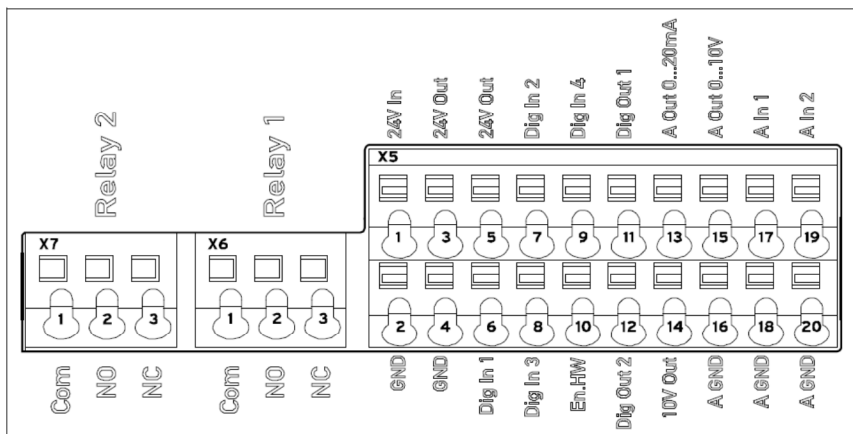 Relay 2
Relay 1
24V In
24V Out
24V Out
Dig In 2
Dig In 4
Dig Out 1
A Out 0...20mA
A Out 0...10V
A In 1
A In 2
X5
1 3 5 7 9 11 13 15 17 19
X7
X6
1 2 3
1 2 3
2 4 6 8 10 12 14 16 18 20
Com
NO
NC
Com
NO
NC
GND
GND
Dig In 1
Dig In 3
En.HW
Dig Out 2
10V Out
A GND
A GND
A GND